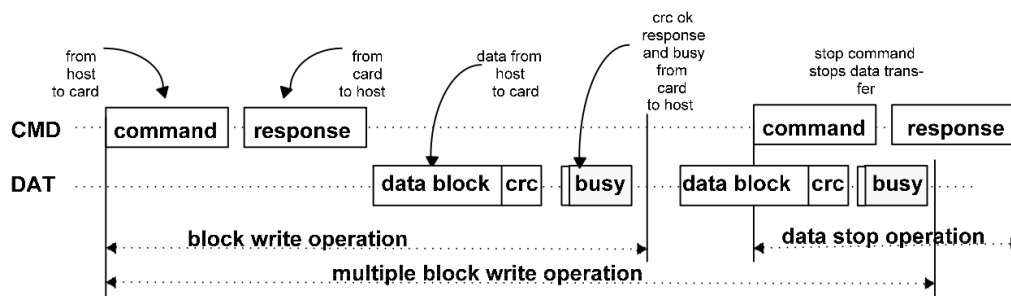 from
host
to card
from
card
to host
data from
host
to card
crc ok
response
and busy
from
card
to host
stop command
stops data trans-
fer
CMD
command
response
command
response
DAT
data block
crc
busy
data block
crc
busy
block write operation
data stop operation
multiple block write operation